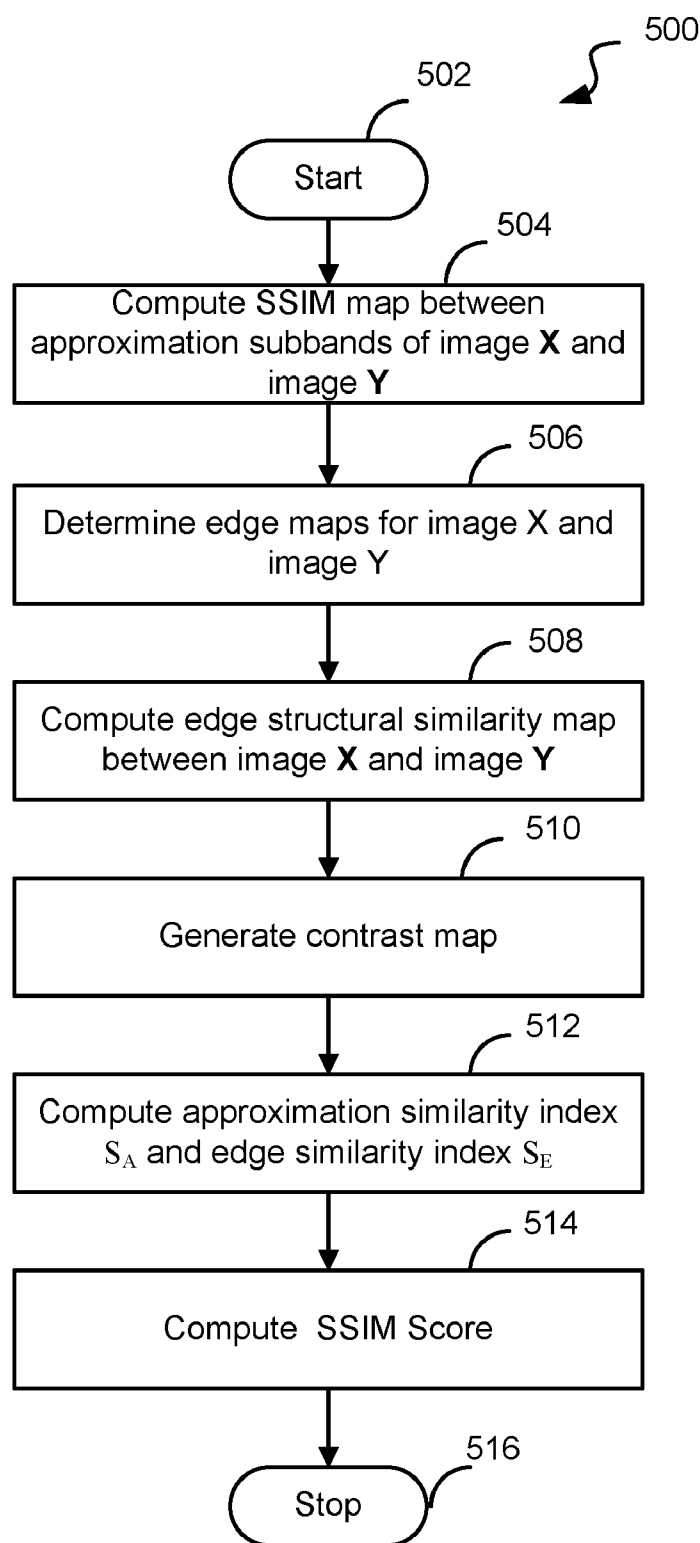 500
502
Start
504
Compute SSIM map between
approximation subbands of image X and
image Y
506
Determine edge maps for image X and
image Y
508
Compute edge structural similarity map
between image X and image Y
510
Generate contrast map
512
Compute approximation similarity index
SA and edge similarity index SE
514
Compute SSIM Score
516
Stop